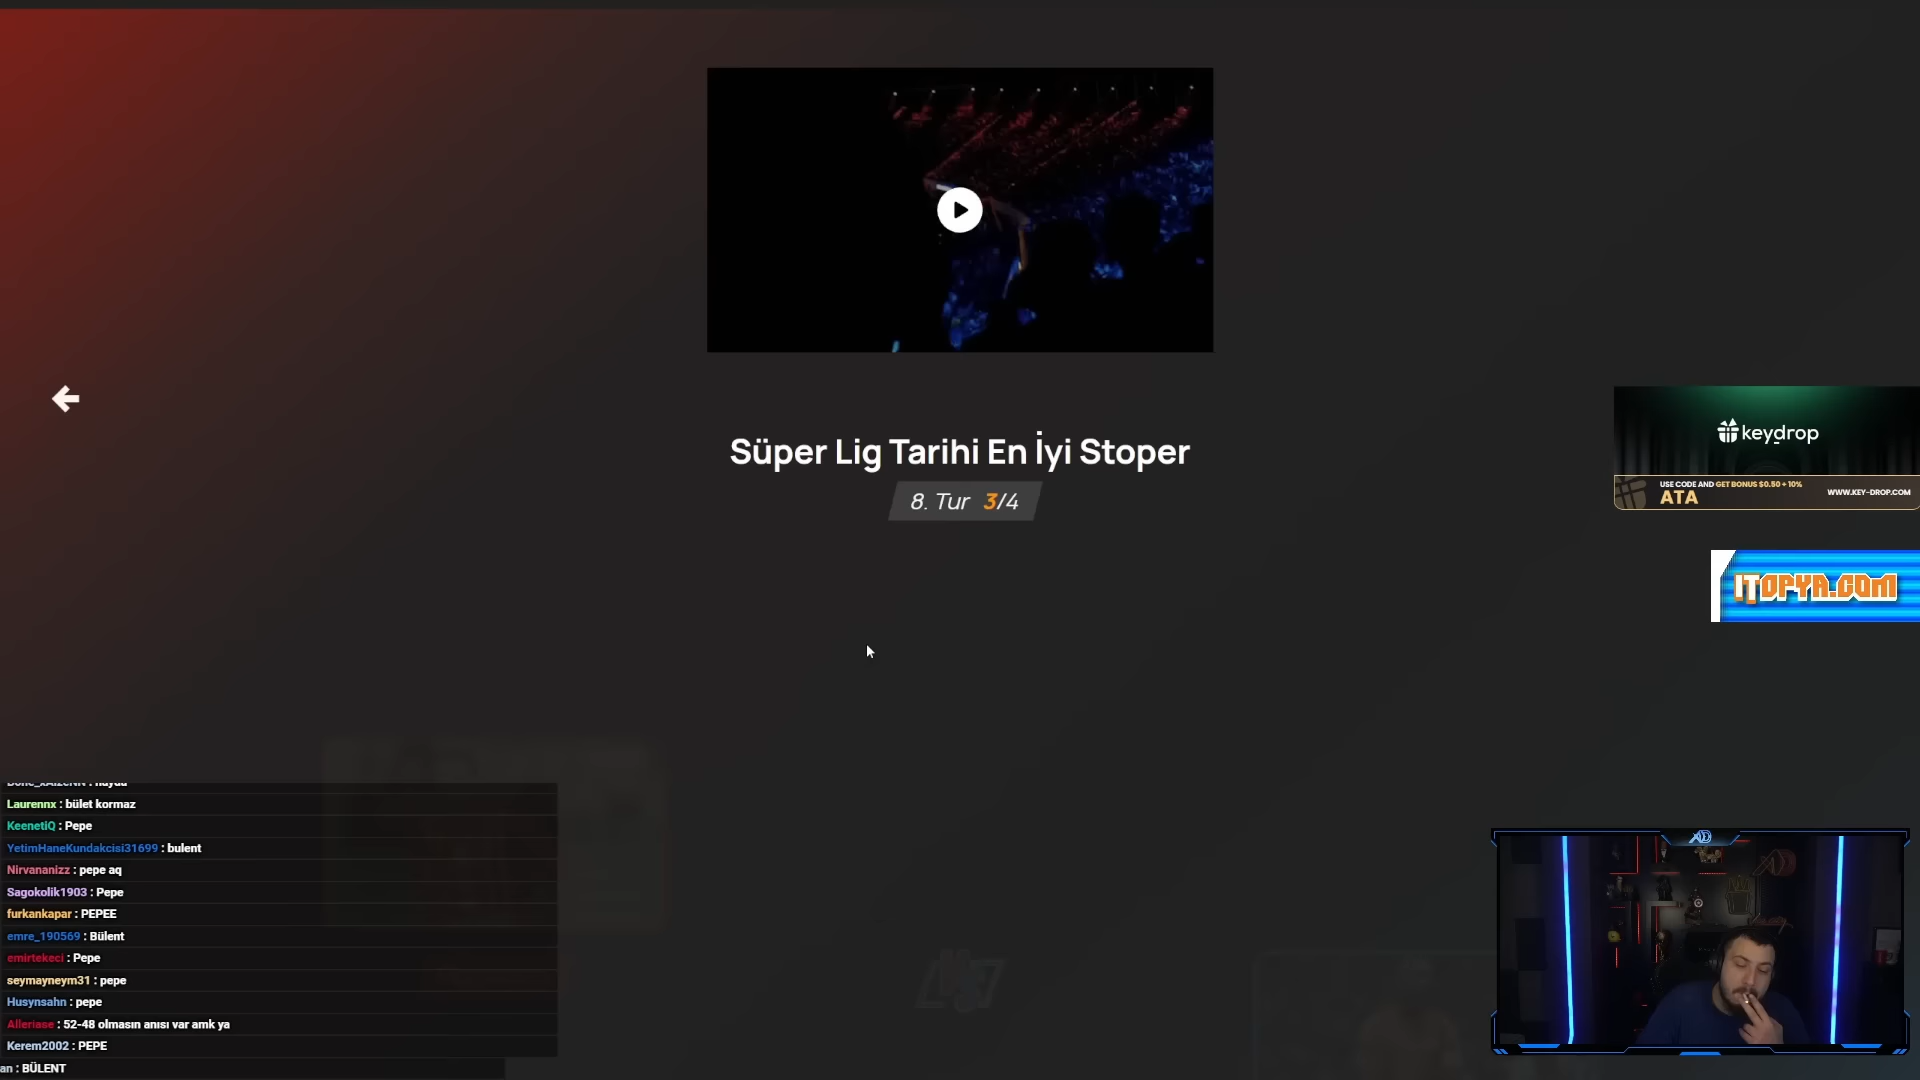 Süper Lig Tarihi En İyi Stoper
8. Tur 3/4
keydrop
USE CODE AND GET BONUS $0.50 + 10%
ATA
WWW.KEY-DROP.COM
ITOPYA.COM
Laurennx : bület kormaz
KeenetiQ : Pepe
YetimHaneKundakcisi31699 : bulent
Nirvananizz : pepe aq
Sagokolik1903 : Pepe
furkankapar : PEPEE
emre_190569 : Bülent
emirtekeci : Pepe
seymayneym31 : pepe
Husynsahn : pepe
Alleriase : 52-48 olmasın anısı var amk ya
Kerem2002 : PEPE
an : BÜLENT